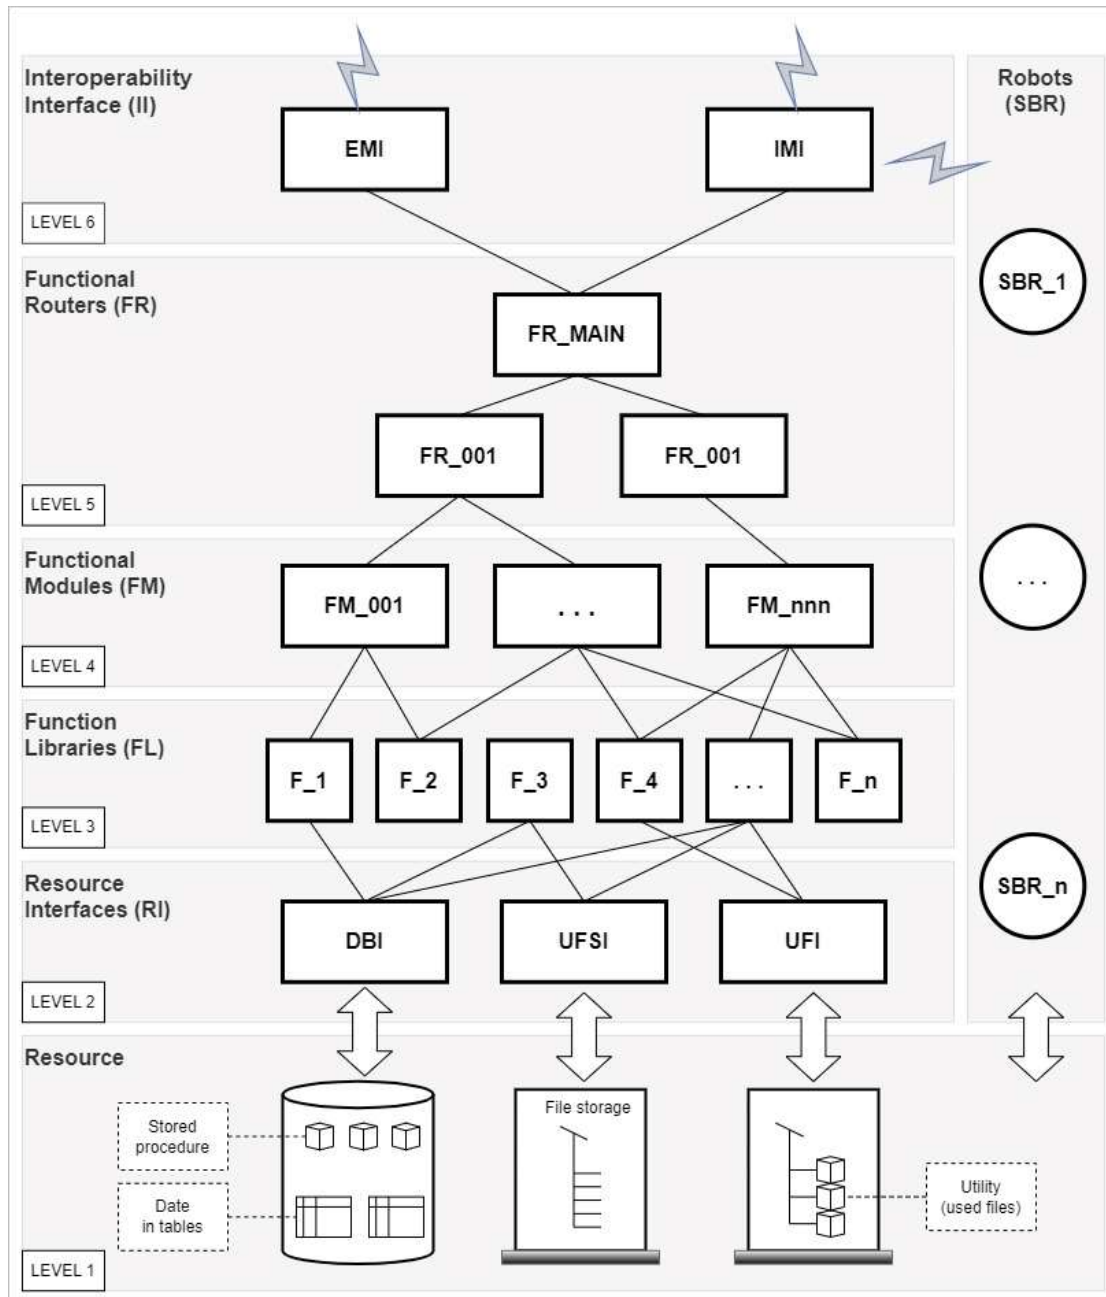 Interoperability
Interface (II)
EMI
IMI
LEVEL 6
Robots
(SBR)
SBR_1
. . .
SBR_n
Functional
Routers (FR)
FR_MAIN
FR_001
FR_001
LEVEL 5
Functional
Modules (FM)
FM_001
. . .
FM_nnn
LEVEL 4
Function
Libraries (FL)
F_1
F_2
F_3
F_4
. . .
F_n
LEVEL 3
Resource
Interfaces (RI)
DBI
UFSI
UFI
LEVEL 2
Resource
Stored
procedure
Date
in tables
File storage
Utility
(used files)
LEVEL 1